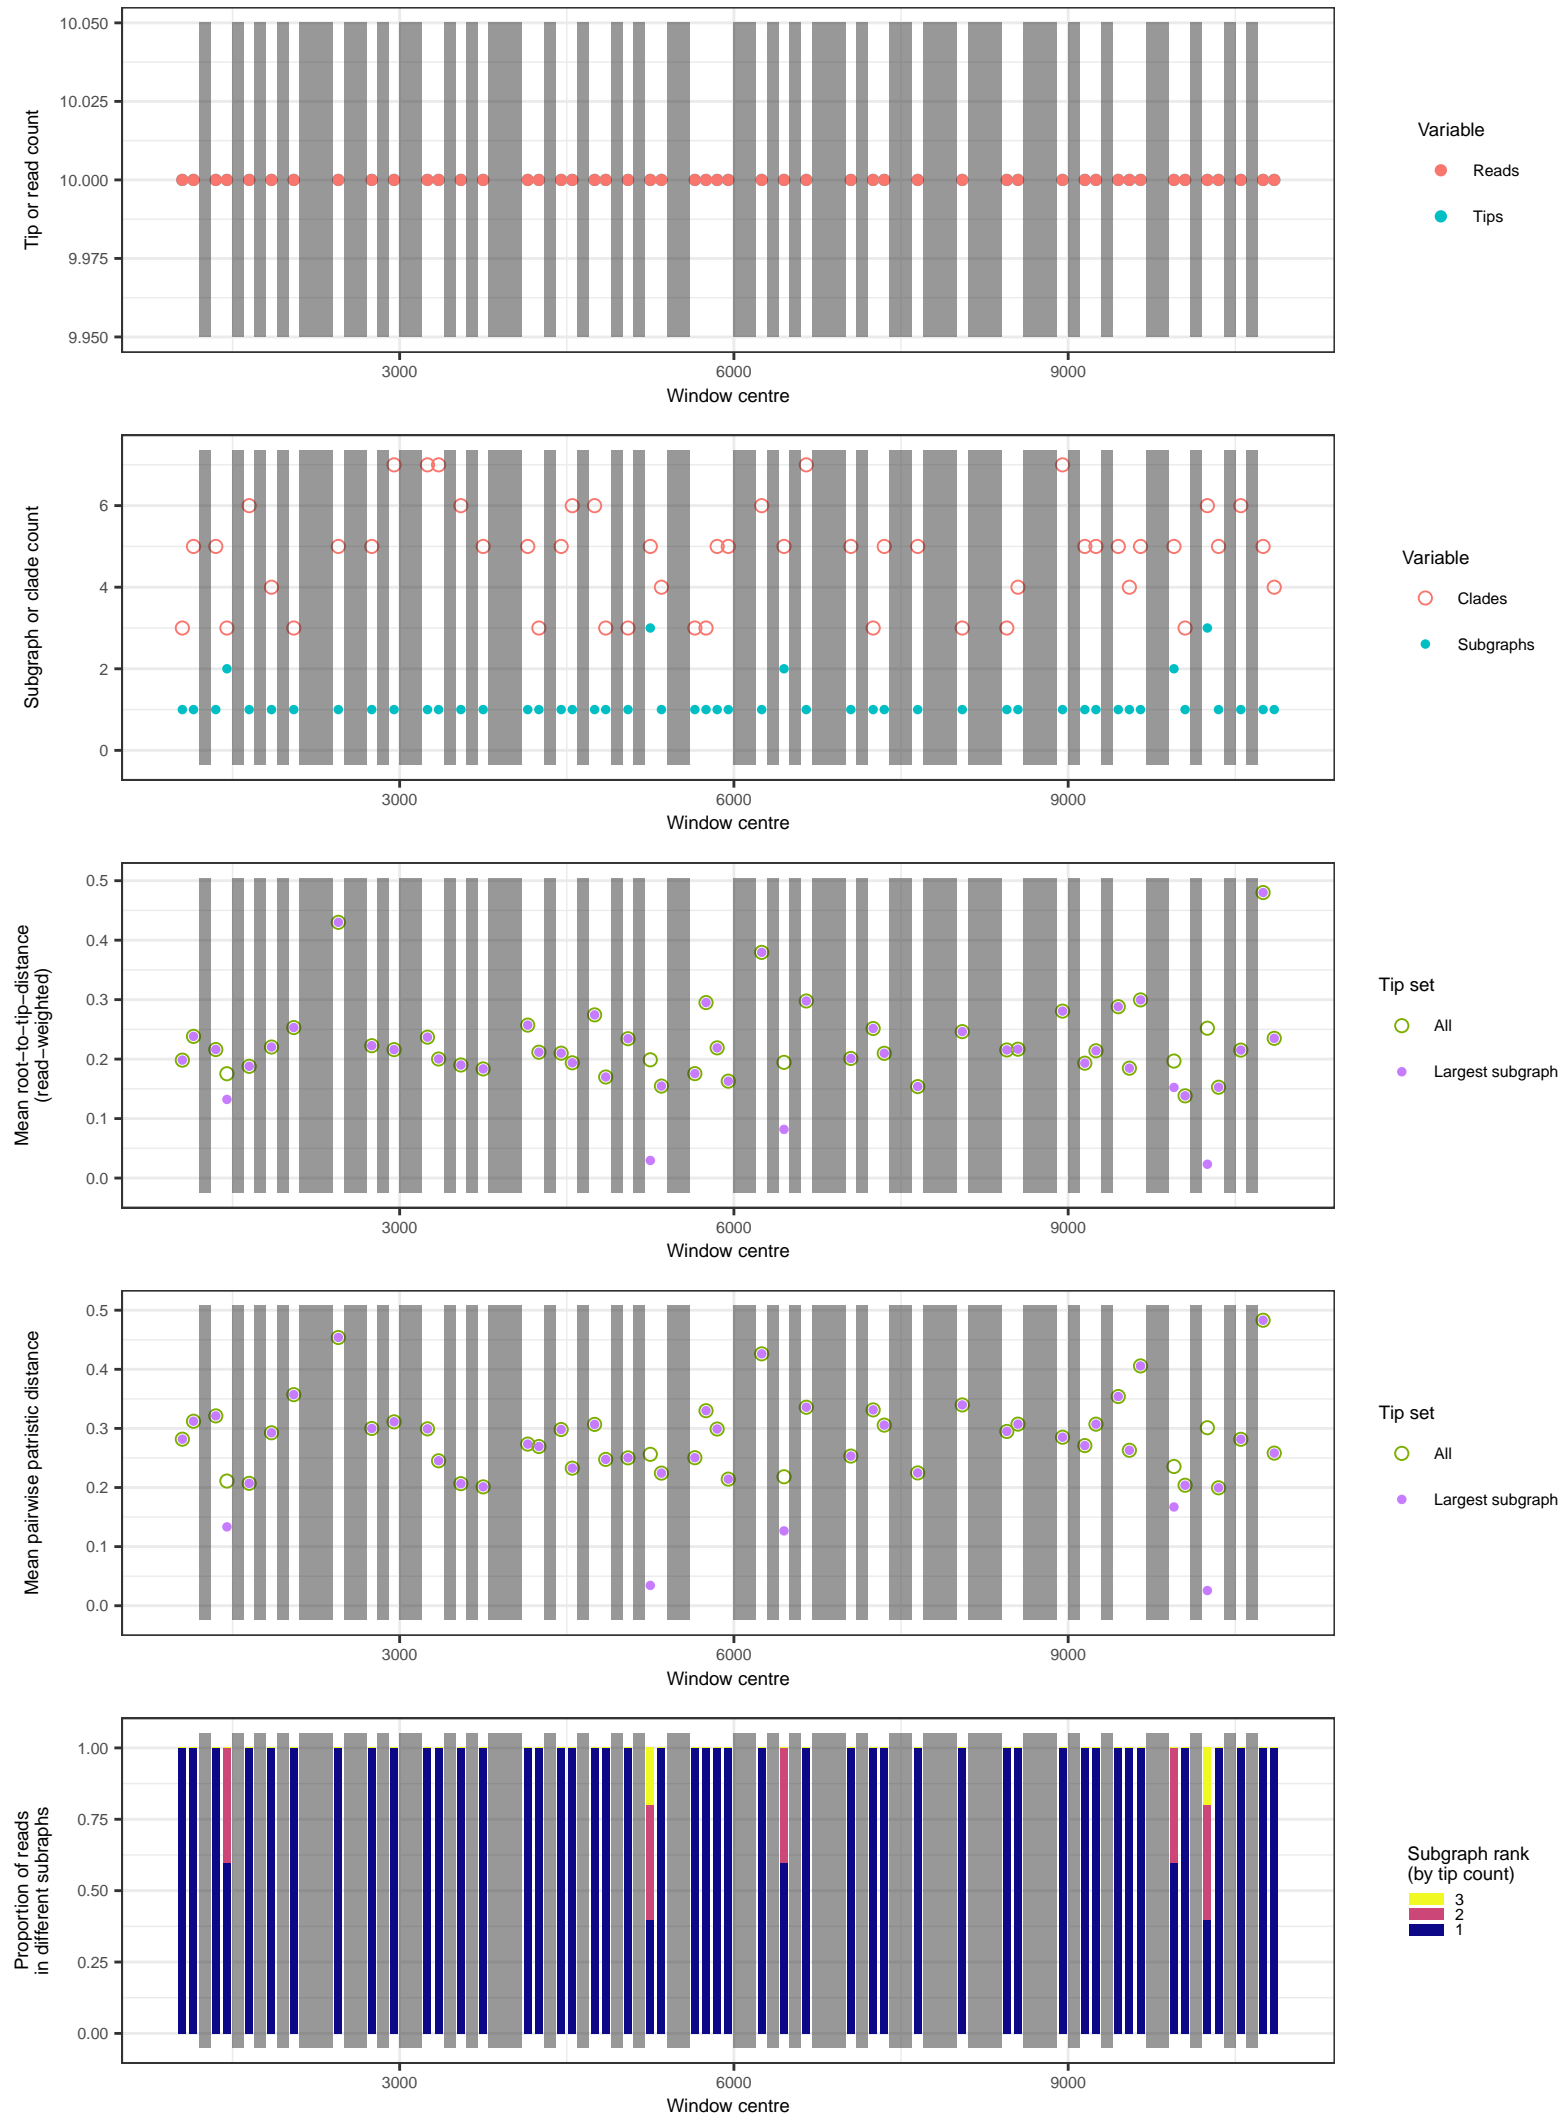 10.050
10.025
10.000
9.975
9.950
Tip or read count
3000
6000
9000
Window centre
Variable
Reads
Tips
6
4
2
0
Subgraph or clade count
3000
6000
9000
Window centre
Variable
Clades
Subgraphs
0.5
0.4
0.3
0.2
0.1
0.0
Mean root−to−tip−distance
(read−weighted)
3000
6000
9000
Window centre
Tip set
All
Largest subgraph
0.5
0.4
0.3
0.2
0.1
0.0
Mean pairwise patristic distance
3000
6000
9000
Window centre
Tip set
All
Largest subgraph
1.00
0.75
0.50
0.25
0.00
Proportion of reads
in different subraphs
3000
6000
9000
Window centre
Subgraph rank
(by tip count)
3
2
1